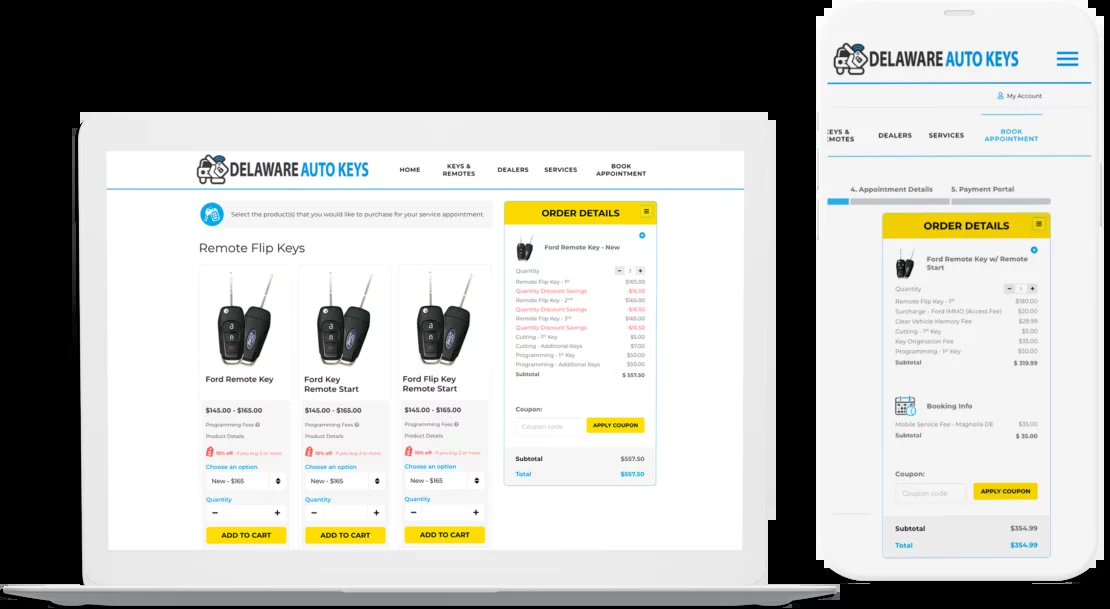 DELAWARE AUTO KEYS
HOME
KEYS &
REMOTES
DEALERS
SERVICES
BOOK
APPOINTMENT
Select the product(s) that you would like to purchase for your service appointment.
Remote Flip Keys
Ford Remote Key
$145.00 - $165.00
Programming Fees
Product Details
10% off - if you buy 2 or more
Choose an option
New - $165
Quantity
− +
ADD TO CART
Ford Key
Remote Start
$145.00 - $165.00
Programming Fees
Product Details
10% off - if you buy 2 or more
Choose an option
New - $165
Quantity
− +
ADD TO CART
Ford Flip Key
Remote Start
$145.00 - $165.00
Programming Fees
Product Details
10% off - if you buy 2 or more
Choose an option
New - $165
Quantity
− +
ADD TO CART
ORDER DETAILS
Ford Remote Key - New
Quantity − +
Remote Flip Key - 1st $165.00
Quantity Discount Savings -$16.50
Remote Flip Key - 2nd $165.00
Quantity Discount Savings -$16.50
Remote Flip Key - 3rd $165.00
Quantity Discount Savings -$16.50
Cutting - 1st Key $5.00
Cutting - Additional Keys $7.00
Programming - 1st Key $50.00
Programming - Additional Keys $50.00
Subtotal $ 557.50
Coupon:
Coupon code APPLY COUPON
Subtotal $557.50
Total $557.50
DELAWARE AUTO KEYS
My Account
KEYS &
REMOTES
DEALERS
SERVICES
BOOK
APPOINTMENT
4. Appointment Details 5. Payment Portal
ORDER DETAILS
Ford Remote Key w/ Remote
Start
Quantity − 1 +
Remote Flip Key - 1st $180.00
Surcharge - Ford IMMO (Access Fee) $20.00
Clear Vehicle Memory Fee $29.99
Cutting - 1st Key $5.00
Key Origination Fee $35.00
Programming - 1st Key $50.00
Subtotal $ 319.99
Booking Info
Mobile Service Fee - Magnolia DE $35.00
Subtotal $ 35.00
Coupon:
Coupon code APPLY COUPON
Subtotal $354.99
Total $354.99